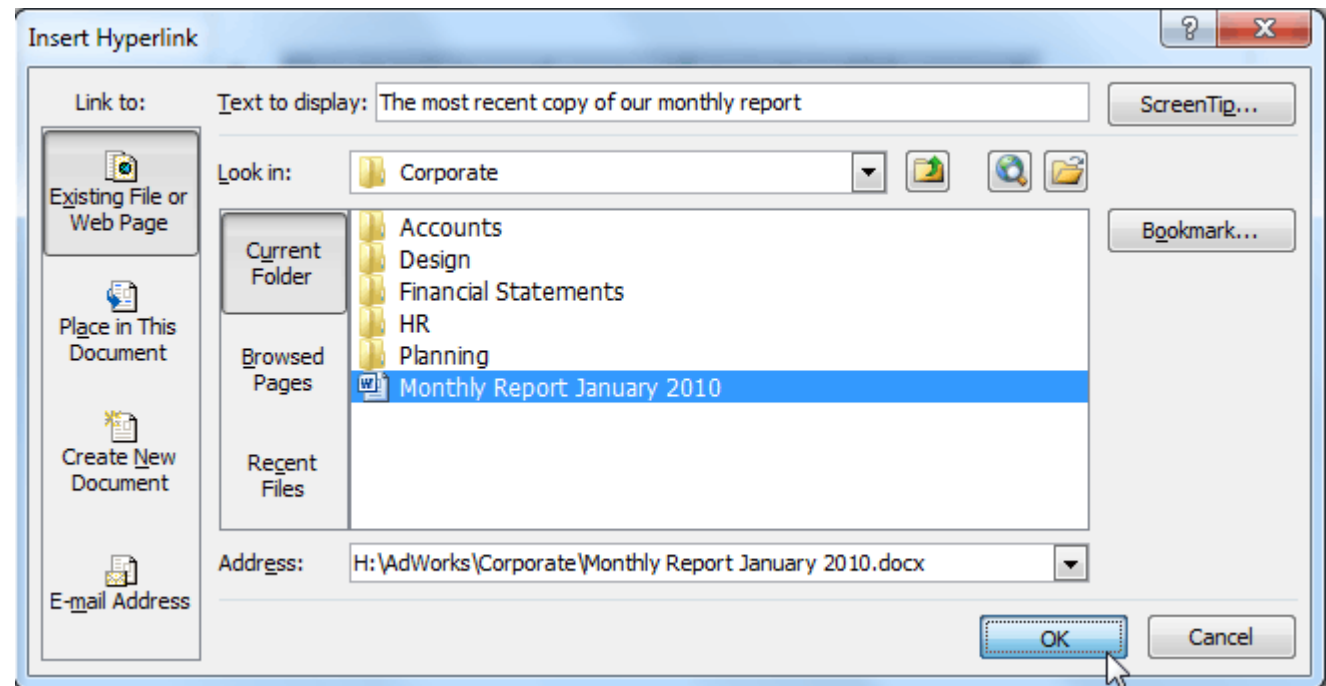 Insert Hyperlink
?
X
Link to:
Text to display: The most recent copy of our monthly report
ScreenTip...
Existing File or
Web Page
Place in This
Document
Create New
Document
E-mail Address
Look in: Corporate
Current
Folder
Browsed
Pages
Recent
Files
Accounts
Design
Financial Statements
HR
Planning
Monthly Report January 2010
Bookmark...
Address: H:\AdWorks\Corporate\Monthly Report January 2010.docx
OK
Cancel